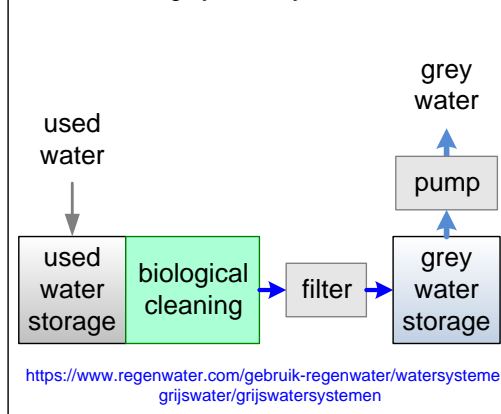 used
water
grey
water
pump
used
water
storage
biological
cleaning
filter
grey
water
storage
https://www.regenwater.com/gebruik-regenwater/watersysteme
grijswater/grijswatersystemen